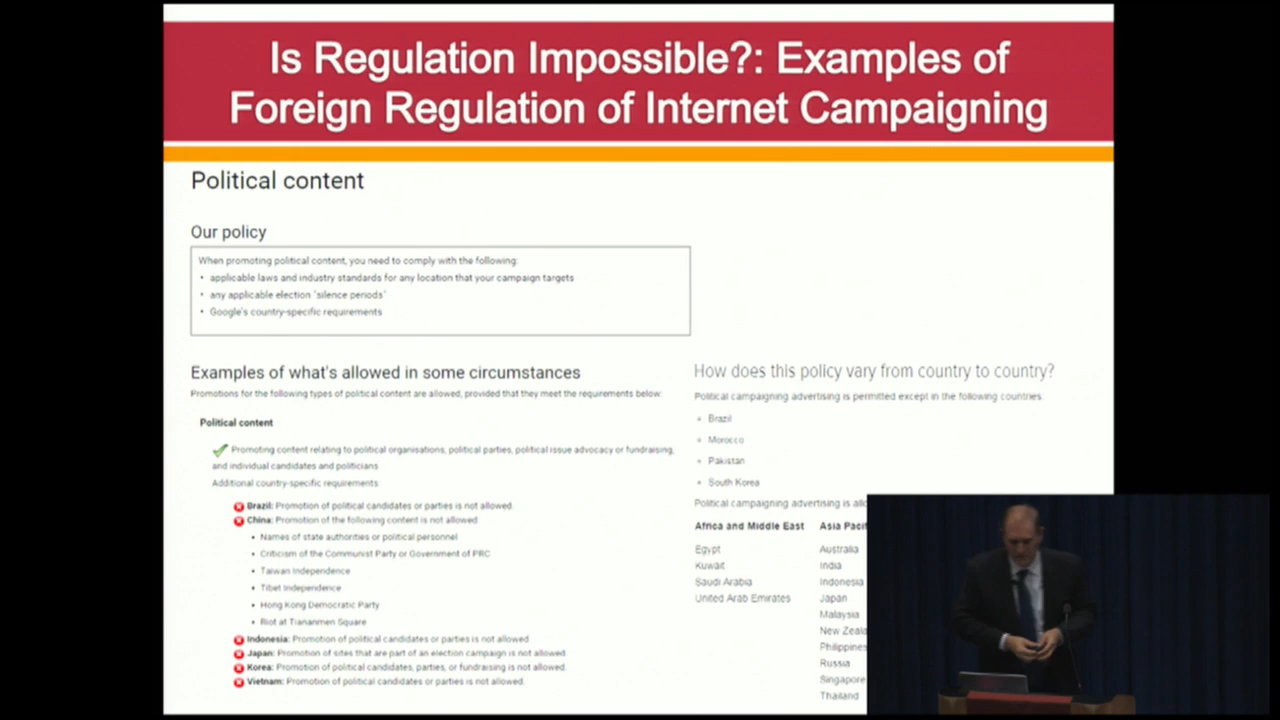 Is Regulation Impossible?: Examples of
Foreign Regulation of Internet Campaigning
Political content
Our policy
When promoting political content, you need to comply with the following:
• applicable laws and industry standards for any location that your campaign targets
• any applicable election 'silence periods'
• Google's country-specific requirements
Examples of what's allowed in some circumstances
Promotions for the following types of political content are allowed, provided that they meet the requirements below:
Political content
Promoting content relating to political organisations, political parties, political issue advocacy or fundraising,
and individual candidates and politicians
Additional country-specific requirements:
Brazil: Promotion of political candidates or parties is not allowed.
China: Promotion of the following content is not allowed:
• Names of state authorities or political personnel
• Criticism of the Communist Party or Government of PRC
• Taiwan Independence
• Tibet Independence
• Hong Kong Democratic Party
• Riot at Tiananmen Square
Indonesia: Promotion of political candidates or parties is not allowed
Japan: Promotion of sites that are part of an election campaign is not allowed.
Korea: Promotion of political candidates, parties, or fundraising is not allowed.
Vietnam: Promotion of political candidates or parties is not allowed.
How does this policy vary from country to country?
Political campaigning advertising is permitted except in the following countries:
• Brazil
• Morocco
• Pakistan
• South Korea
Political campaigning advertising is
Africa and Middle East
Egypt
Kuwait
Saudi Arabia
United Arab Emirates
Asia
Australia
India
Indonesia
Japan
Malaysia
New
Philippines
Russia
Singapore
Thailand